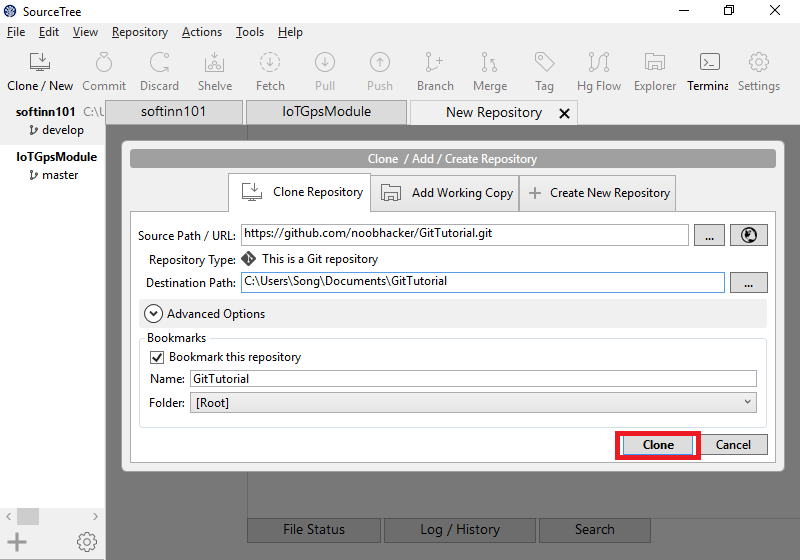 SourceTree
File Edit View Repository Actions Tools Help
Clone / New Commit Discard Shelve Fetch Pull Push Branch Merge Tag Hg Flow Explorer Termina Settings
softinn101 C:\U
develop
IoTGpsModule
master
softinn101 IoTGpsModule New Repository
Clone / Add / Create Repository
Clone Repository Add Working Copy Create New Repository
Source Path / URL: https://github.com/noobhacker/GitTutorial.git ...
Repository Type: This is a Git repository
Destination Path: C:\Users\Song\Documents\GitTutorial ...
Advanced Options
Bookmarks
Bookmark this repository
Name: GitTutorial
Folder: [Root]
Clone Cancel
File Status Log / History Search